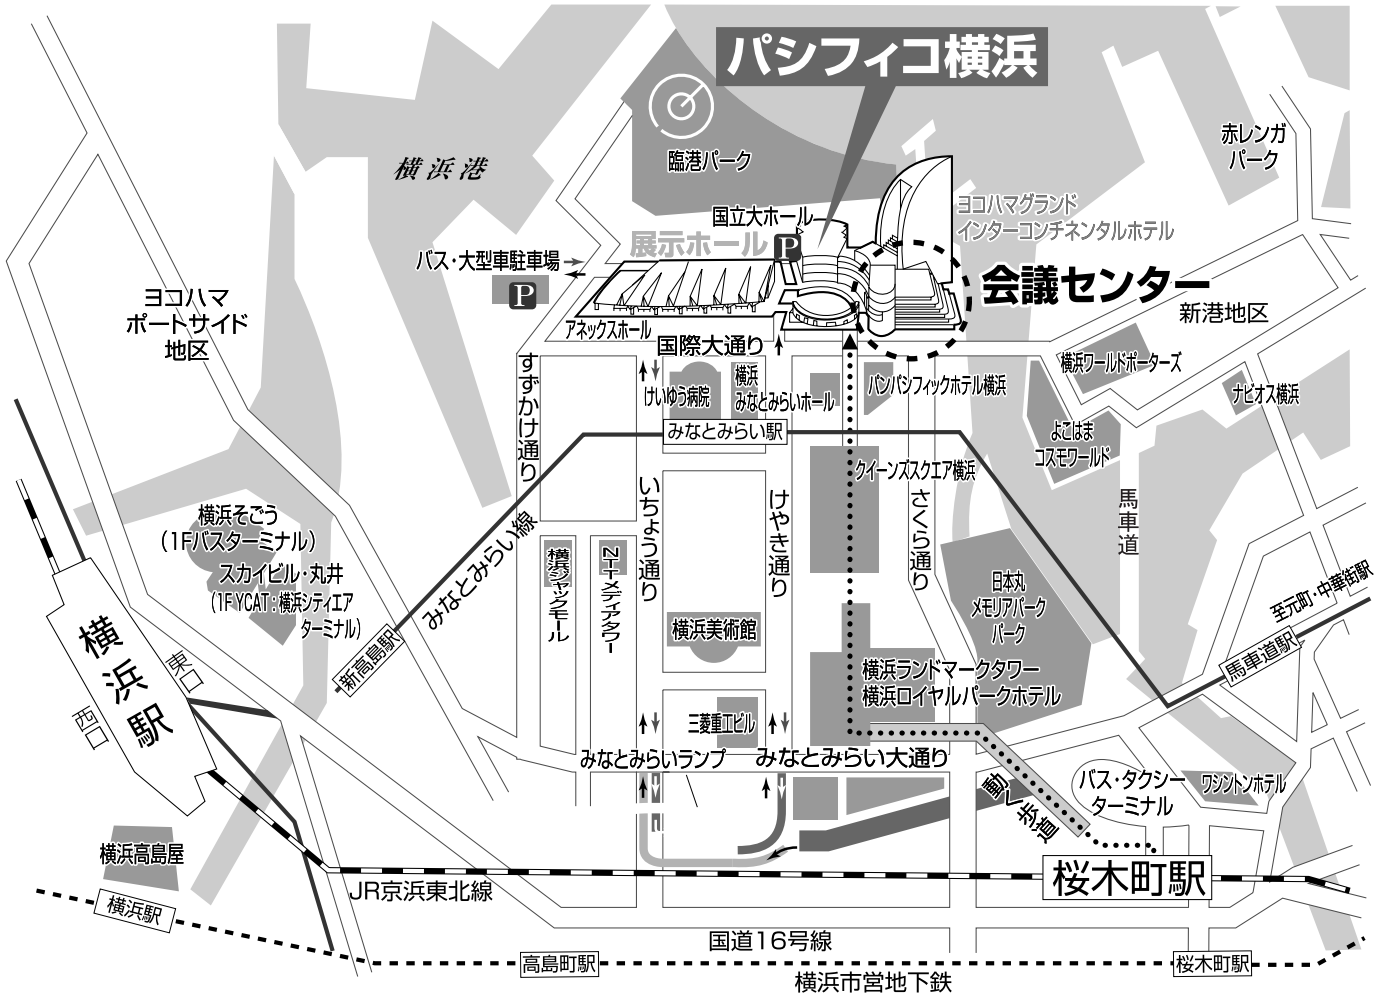 パシフィコ横浜
赤レンガ
パーク
横浜港
臨港パーク
国立大ホール
ヨコハマグランド
インターコンチネンタルホテル
展示ホール
P
バス・大型車駐車場
P
会議センター
ヨコハマ
ポートサイド
地区
新港地区
アネックスホール
国際大通り
すずかけ通り
けいゆう病院
横浜
みなとみらいホール
パンパシフィックホテル横浜
横浜ワールドポーターズ
ナビオス横浜
みなとみらい駅
よこはま
コスモワールド
クイーンズスクエア横浜
いちょう通り
けやき通り
さくら通り
馬車道
横浜そごう
(1Fバスターミナル)
スカイビル・丸井
(1F YCAT:横浜シティエア
ターミナル)
みなとみらい線
横浜ジャックモール
NTTメディアタワー
日本丸
メモリアパーク
パーク
至元町・中華街駅
横浜美術館
横浜駅
東口
西口
新高島駅
馬車道駅
横浜ランドマークタワー
横浜ロイヤルパークホテル
三菱重工ビル
みなとみらいランプ
みなとみらい大通り
動く歩道
バス・タクシー
ターミナル
ワシントンホテル
横浜高島屋
JR京浜東北線
桜木町駅
横浜駅
国道16号線
高島町駅
桜木町駅
横浜市営地下鉄